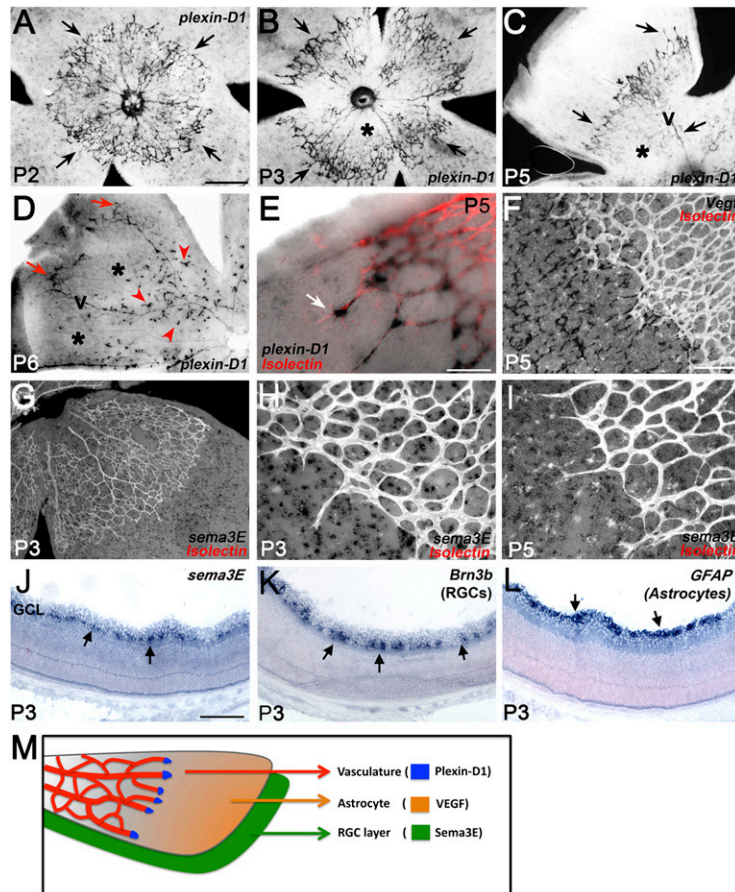 A plexin-D1 P2
B P3 plexin-D1
C v P5 plexin-D1
D v P6 plexin-D1
E P5 plexin-D1 Isolectin
F Vegf Isolectin P5
G P3 sema3E Isolectin
H P3 sema3E Isolectin
I P5 sema3E Isolectin
J sema3E GCL P3
K Brn3b (RGCs) P3
L GFAP (Astrocytes) P3
M
Vasculature ( Plexin-D1)
Astrocyte ( VEGF)
RGC layer ( Sema3E)